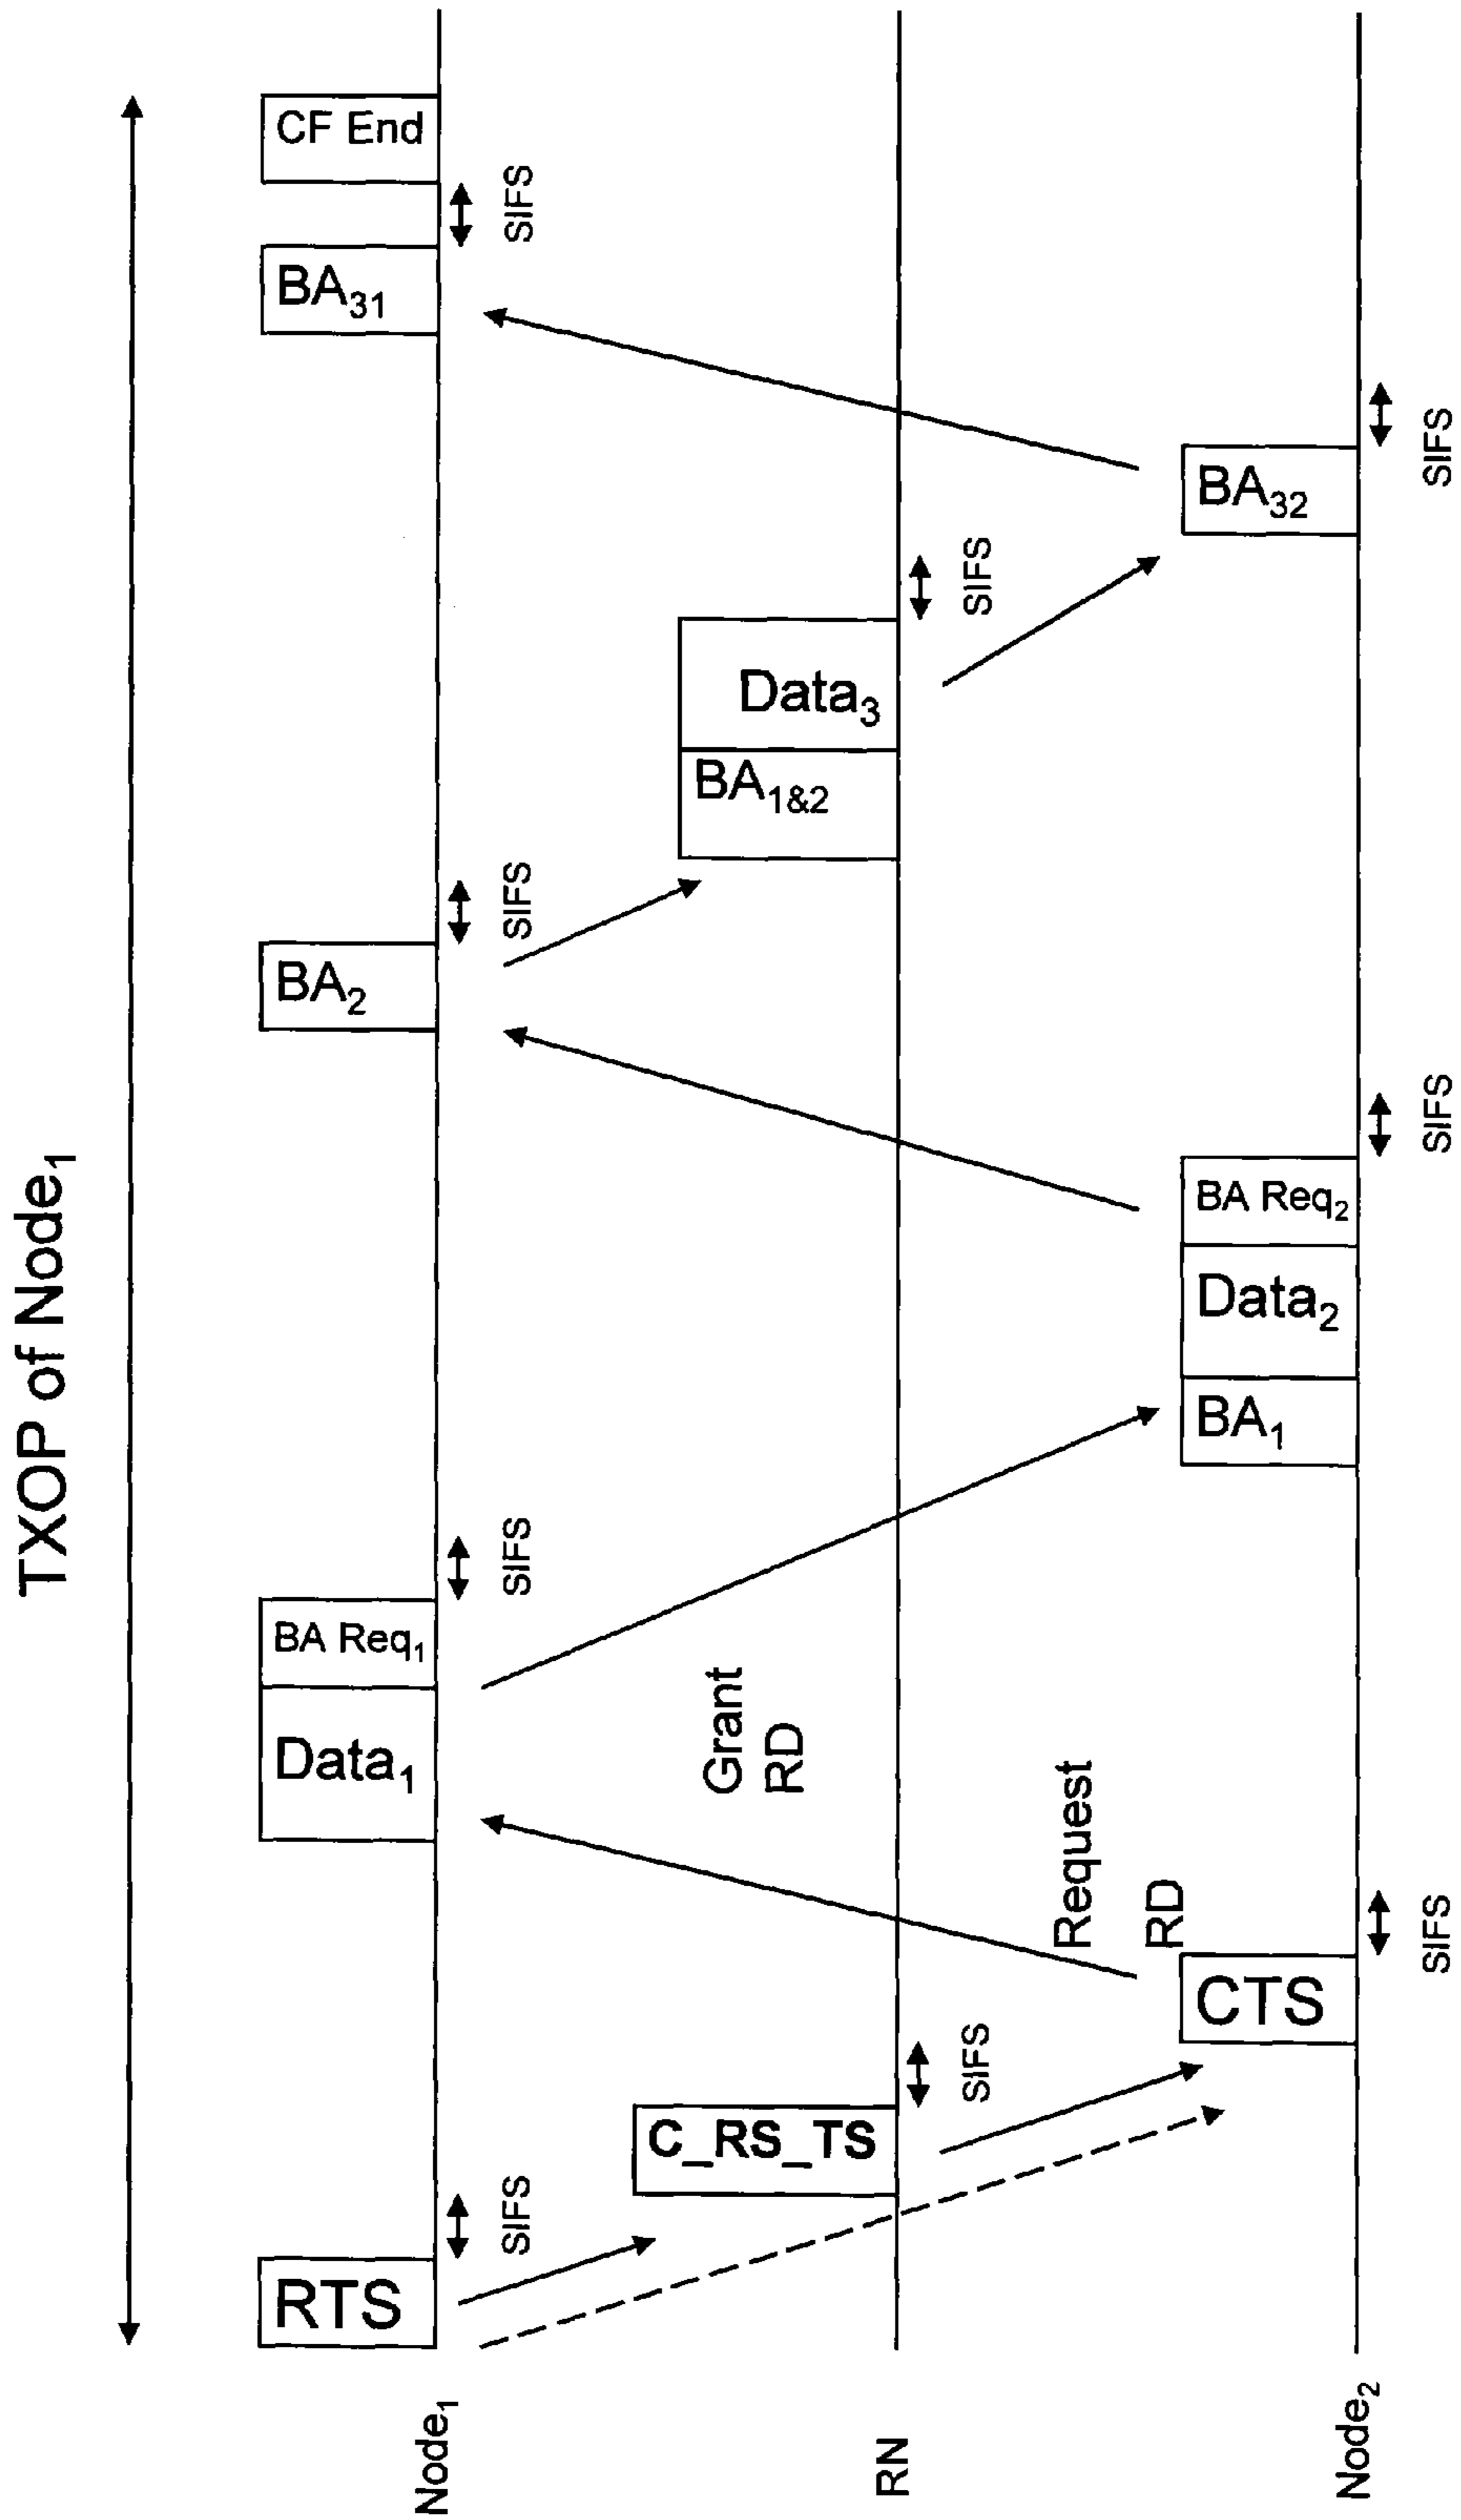 TXOP of Node1
Node1
RTS
SIFS
Data1
BA Req1
SIFS
BA2
SIFS
BA31
SIFS
CF End
RN
C_RS_TS
SIFS
Grant
RD
BA1&2
Data3
SIFS
Request
RD
Node2
CTS
SIFS
BA1
Data2
BA Req2
SIFS
BA32
SIFS